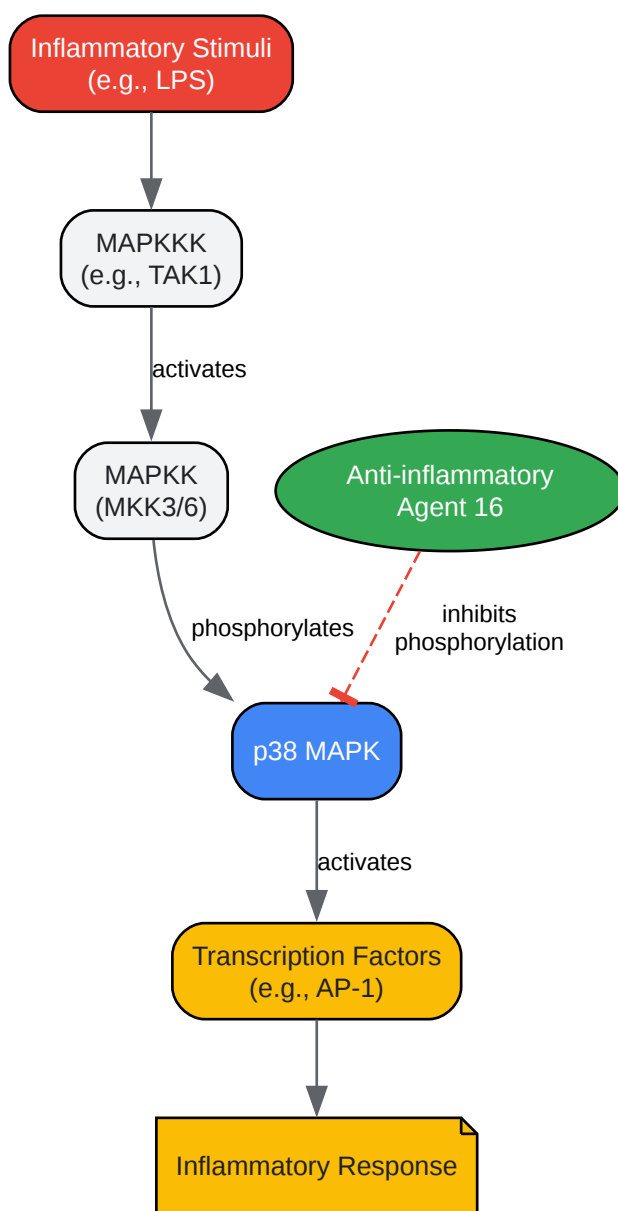 Inflammatory Stimuli
(e.g., LPS)
MAPKKK
(e.g., TAK1)
activates
MAPKK
(MKK3/6)
Anti-inflammatory
Agent 16
phosphorylates
inhibits
phosphorylation
p38 MAPK
activates
Transcription Factors
(e.g., AP-1)
Inflammatory Response